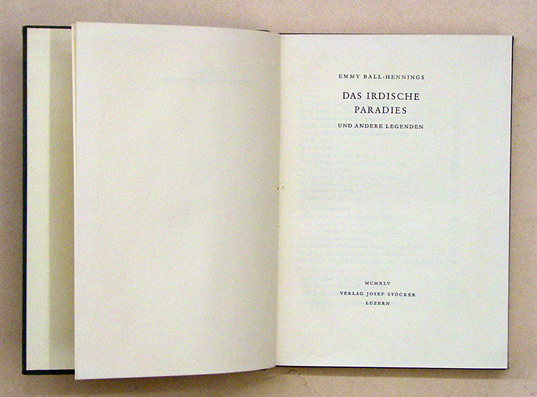 EMMY BALL-HENNINGS
DAS IRDISCHE
PARADIES
UND ANDERE LEGENDEN
MCMXLV
VERLAG JOSEF STOCKER
LUZERN